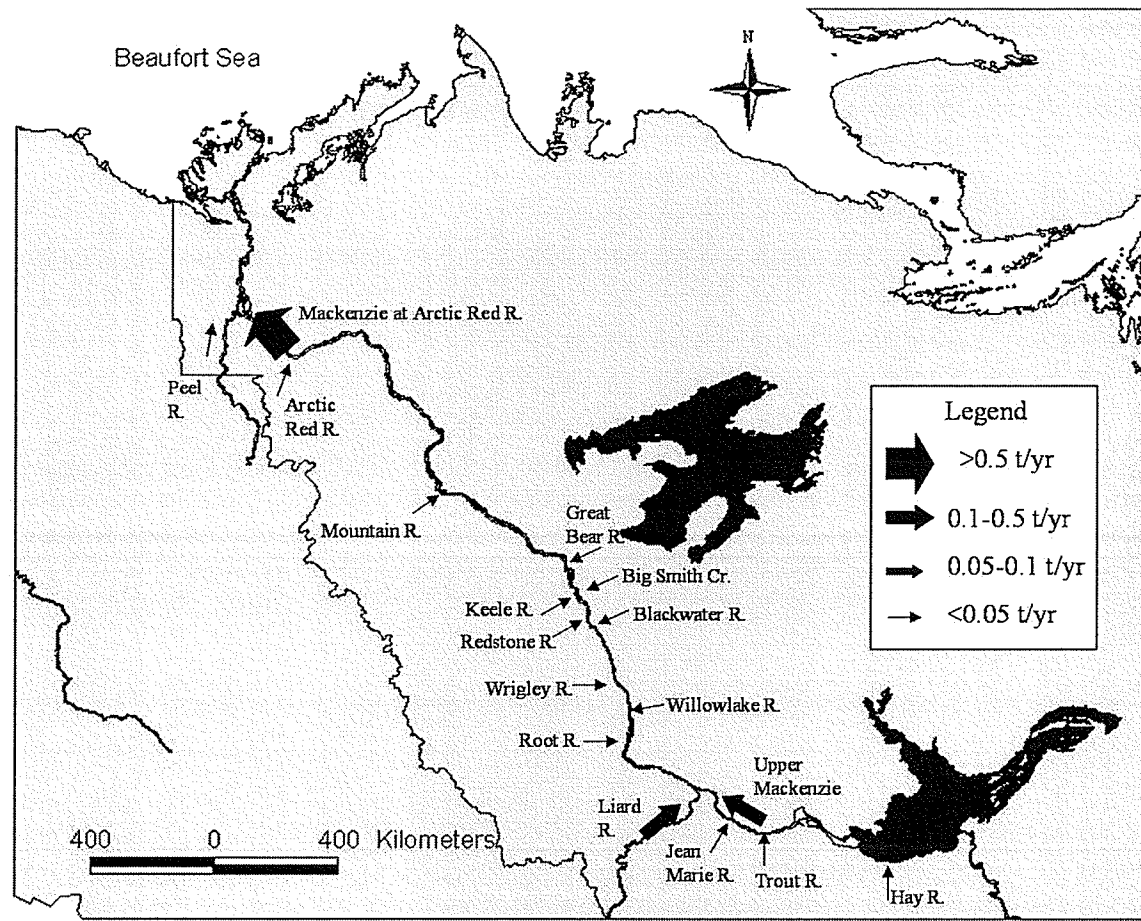 Beaufort Sea
N
Mackenzie at Arctic Red R.
Peel
R.
Arctic
Red R.
Legend
>0.5 t/yr
0.1-0.5 t/yr
0.05-0.1 t/yr
<0.05 t/yr
Mountain R.
Great
Bear R.
Big Smith Cr.
Keele R.
Blackwater R.
Redstone R.
Wrigley R.
Willowlake R.
Root R.
Upper
Mackenzie
Liard
R.
Jean
Marie R.
Trout R.
Hay R.
400 0 400 Kilometers